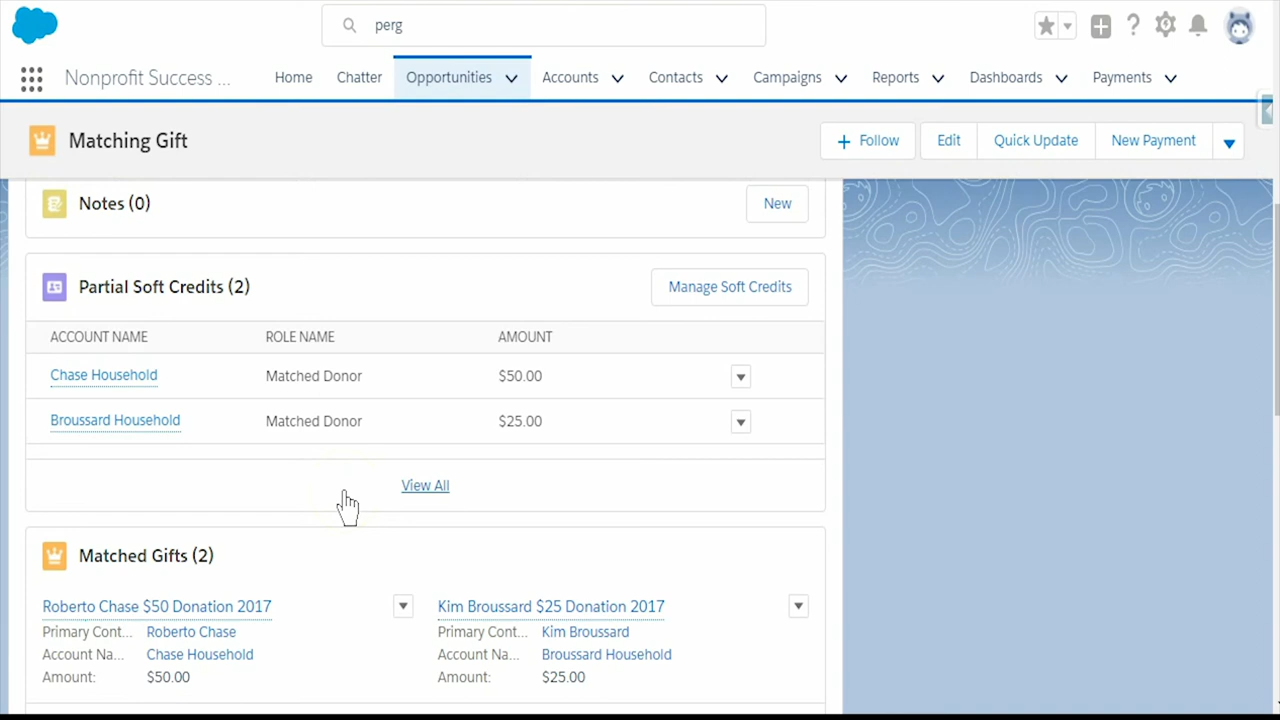 perg
Nonprofit Success ...
Home
Chatter
Opportunities
Accounts
Contacts
Campaigns
Reports
Dashboards
Payments
Matching Gift
+ Follow
Edit
Quick Update
New Payment
Notes (0)
New
Partial Soft Credits (2)
Manage Soft Credits
ACCOUNT NAME ROLE NAME AMOUNT
Chase Household Matched Donor $50.00
Broussard Household Matched Donor $25.00
View All
Matched Gifts (2)
Roberto Chase $50 Donation 2017
Primary Cont... Roberto Chase
Account Na... Chase Household
Amount: $50.00
Kim Broussard $25 Donation 2017
Primary Cont... Kim Broussard
Account Na... Broussard Household
Amount: $25.00